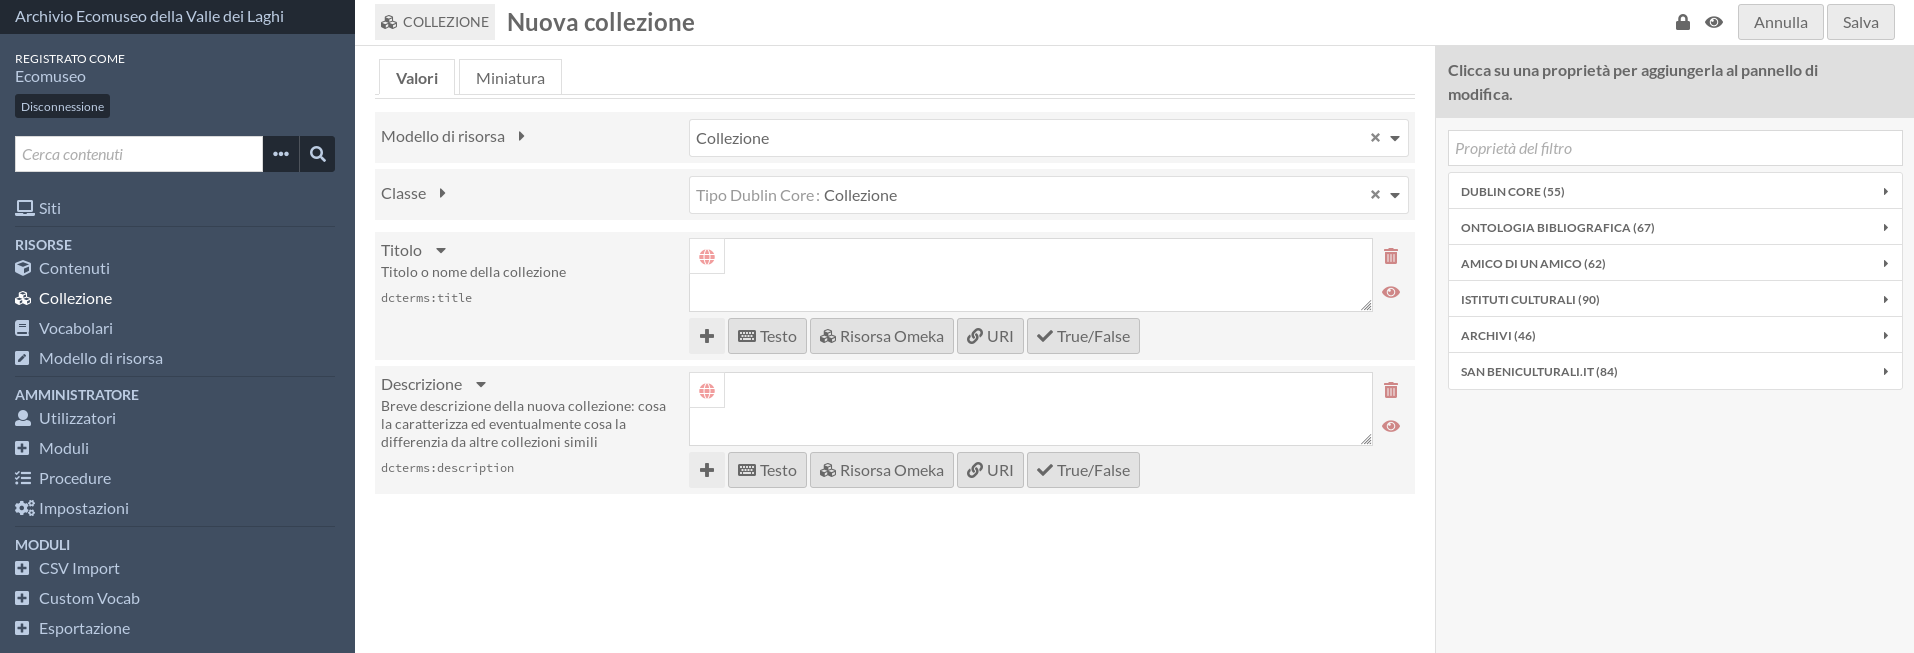 Archivio Ecomuseo della Valle dei Laghi
REGISTRATO COME
Ecomuseo
Disconnessione
Cerca contenuti
Siti
RISORSE
Contenuti
Collezione
Vocabolari
Modello di risorsa
AMMINISTRATORE
Utilizzatori
Moduli
Procedure
Impostazioni
MODULI
CSV Import
Custom Vocab
Esportazione
COLLEZIONE Nuova collezione
Annulla Salva
Valori Miniatura
Modello di risorsa Collezione
Classe Tipo Dublin Core: Collezione
Titolo
Titolo o nome della collezione
dcterms:title
Testo Risorsa Omeka URI True/False
Descrizione
Breve descrizione della nuova collezione: cosa
la caratterizza ed eventualmente cosa la
differenzia da altre collezioni simili
dcterms:description
Testo Risorsa Omeka URI True/False
Clicca su una proprietà per aggiungerla al pannello di
modifica.
Proprietà del filtro
DUBLIN CORE (55)
ONTOLOGIA BIBLIOGRAFICA (67)
AMICO DI UN AMICO (62)
ISTITUTI CULTURALI (90)
ARCHIVI (46)
SAN BENICULTURALI.IT (84)